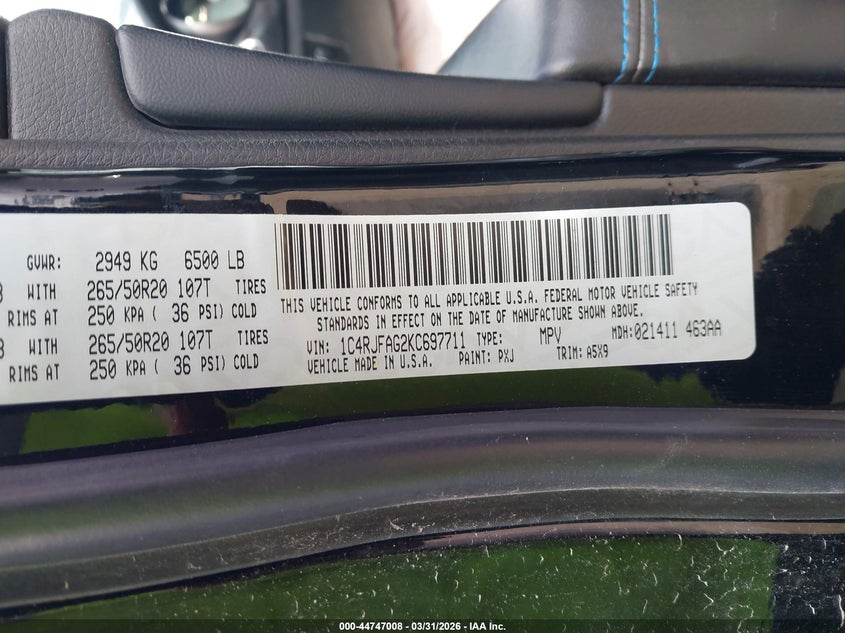 GVWR: 2949 KG 6500 LB
WITH 265/50R20 107T TIRES
RIMS AT 250 KPA ( 36 PSI) COLD
WITH 265/50R20 107T TIRES
RIMS AT 250 KPA ( 36 PSI) COLD
THIS VEHICLE CONFORMS TO ALL APPLICABLE U.S.A. FEDERAL MOTOR VEHICLE SAFETY
STANDARDS IN EFFECT ON THE DATE OF MANUFACTURE SHOWN ABOVE.
VIN: 1C4RJFAG2KC697711 TYPE: MPV MDH:021411 463AA
VEHICLE MADE IN U.S.A. PAINT: PXJ TRIM: A5X9
000-44747008 - 03/31/2026 - IAA Inc.